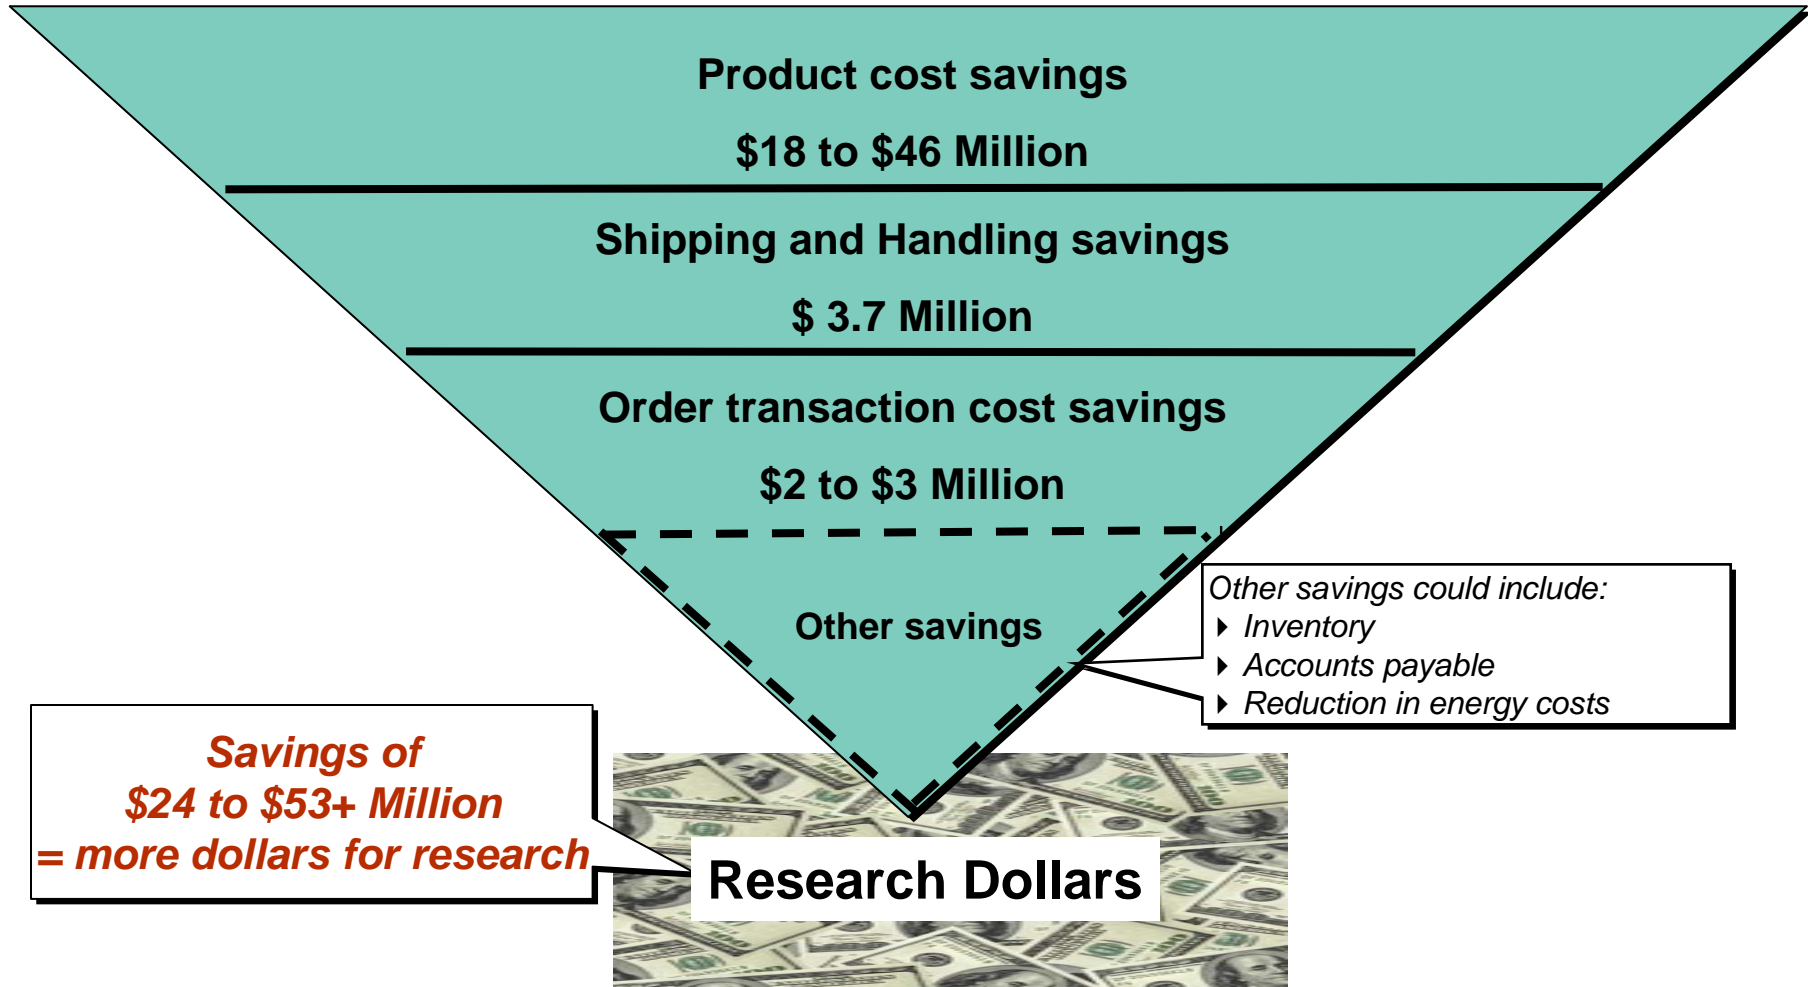 Product cost savings
$18 to $46 Million
Shipping and Handling savings
$ 3.7 Million
Order transaction cost savings
$2 to $3 Million
Other savings
Other savings could include:
Inventory
Accounts payable
Reduction in energy costs
Savings of
$24 to $53+ Million
= more dollars for research
Research Dollars